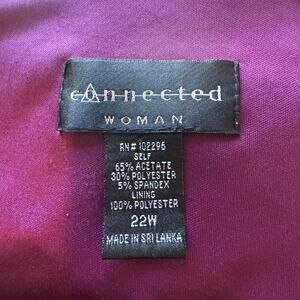 connected
WOMAN
RN# 102296
SELF
65% ACETATE
30% POLYESTER
5% SPANDEX
LINING
100% POLYESTER
22W
MADE IN SRI LANKA